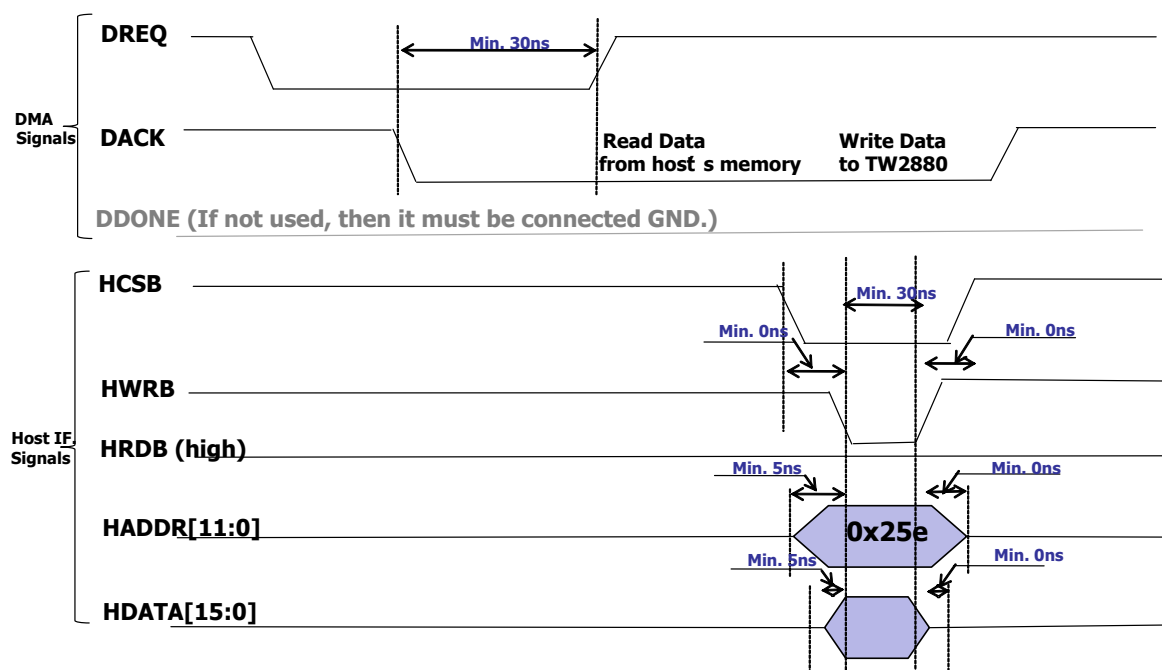 DREQ
Min. 30ns
DMA
Signals
DACK
Read Data
from host s memory
Write Data
to TW2880
DDONE (If not used, then it must be connected GND.)
HCSB
Min. 30ns
Min. 0ns
Min. 0ns
HWRB
Host IF.
Signals
HRDB (high)
Min. 5ns
Min. 0ns
HADDR[11:0]
0x25e
Min. 5ns
Min. 0ns
HDATA[15:0]